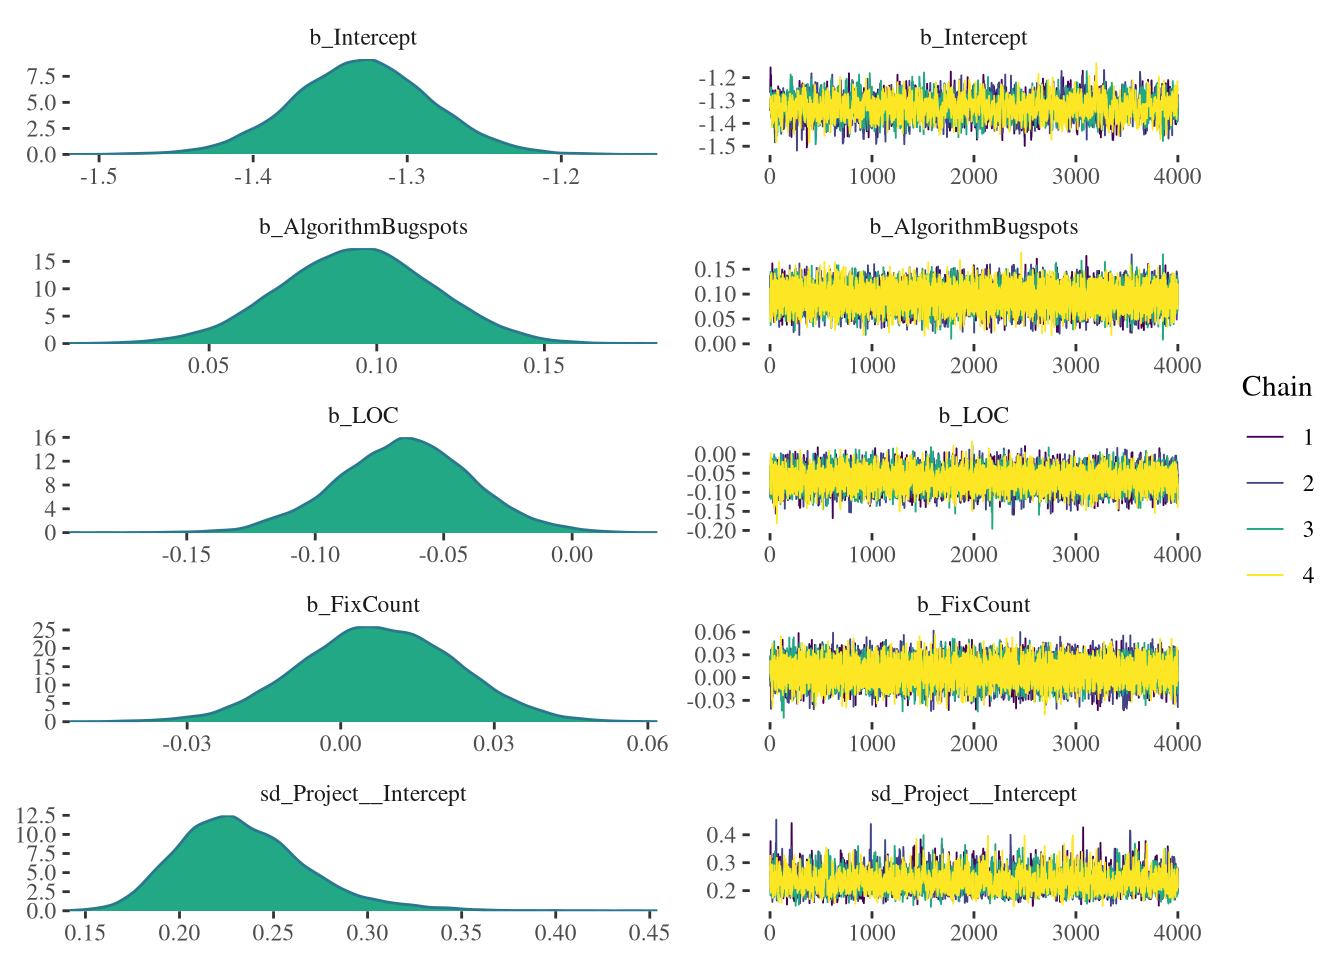 b_Intercept
7.5
5.0
2.5
0.0
-1.5 -1.4 -1.3 -1.2
b_Intercept
-1.2
-1.3
-1.4
-1.5
0 1000 2000 3000 4000
b_AlgorithmBugspots
15
10
5
0
0.05 0.10 0.15
b_AlgorithmBugspots
0.15
0.10
0.05
0.00
0 1000 2000 3000 4000
b_LOC
16
12
8
4
0
-0.15 -0.10 -0.05 0.00
b_LOC
0.00
-0.05
-0.10
-0.15
-0.20
0 1000 2000 3000 4000
b_FixCount
25
20
15
10
5
0
-0.03 0.00 0.03 0.06
b_FixCount
0.06
0.03
0.00
-0.03
0 1000 2000 3000 4000
sd_Project__Intercept
12.5
10.0
7.5
5.0
2.5
0.0
0.15 0.20 0.25 0.30 0.35 0.40 0.45
sd_Project__Intercept
0.4
0.3
0.2
0 1000 2000 3000 4000
Chain
1
2
3
4